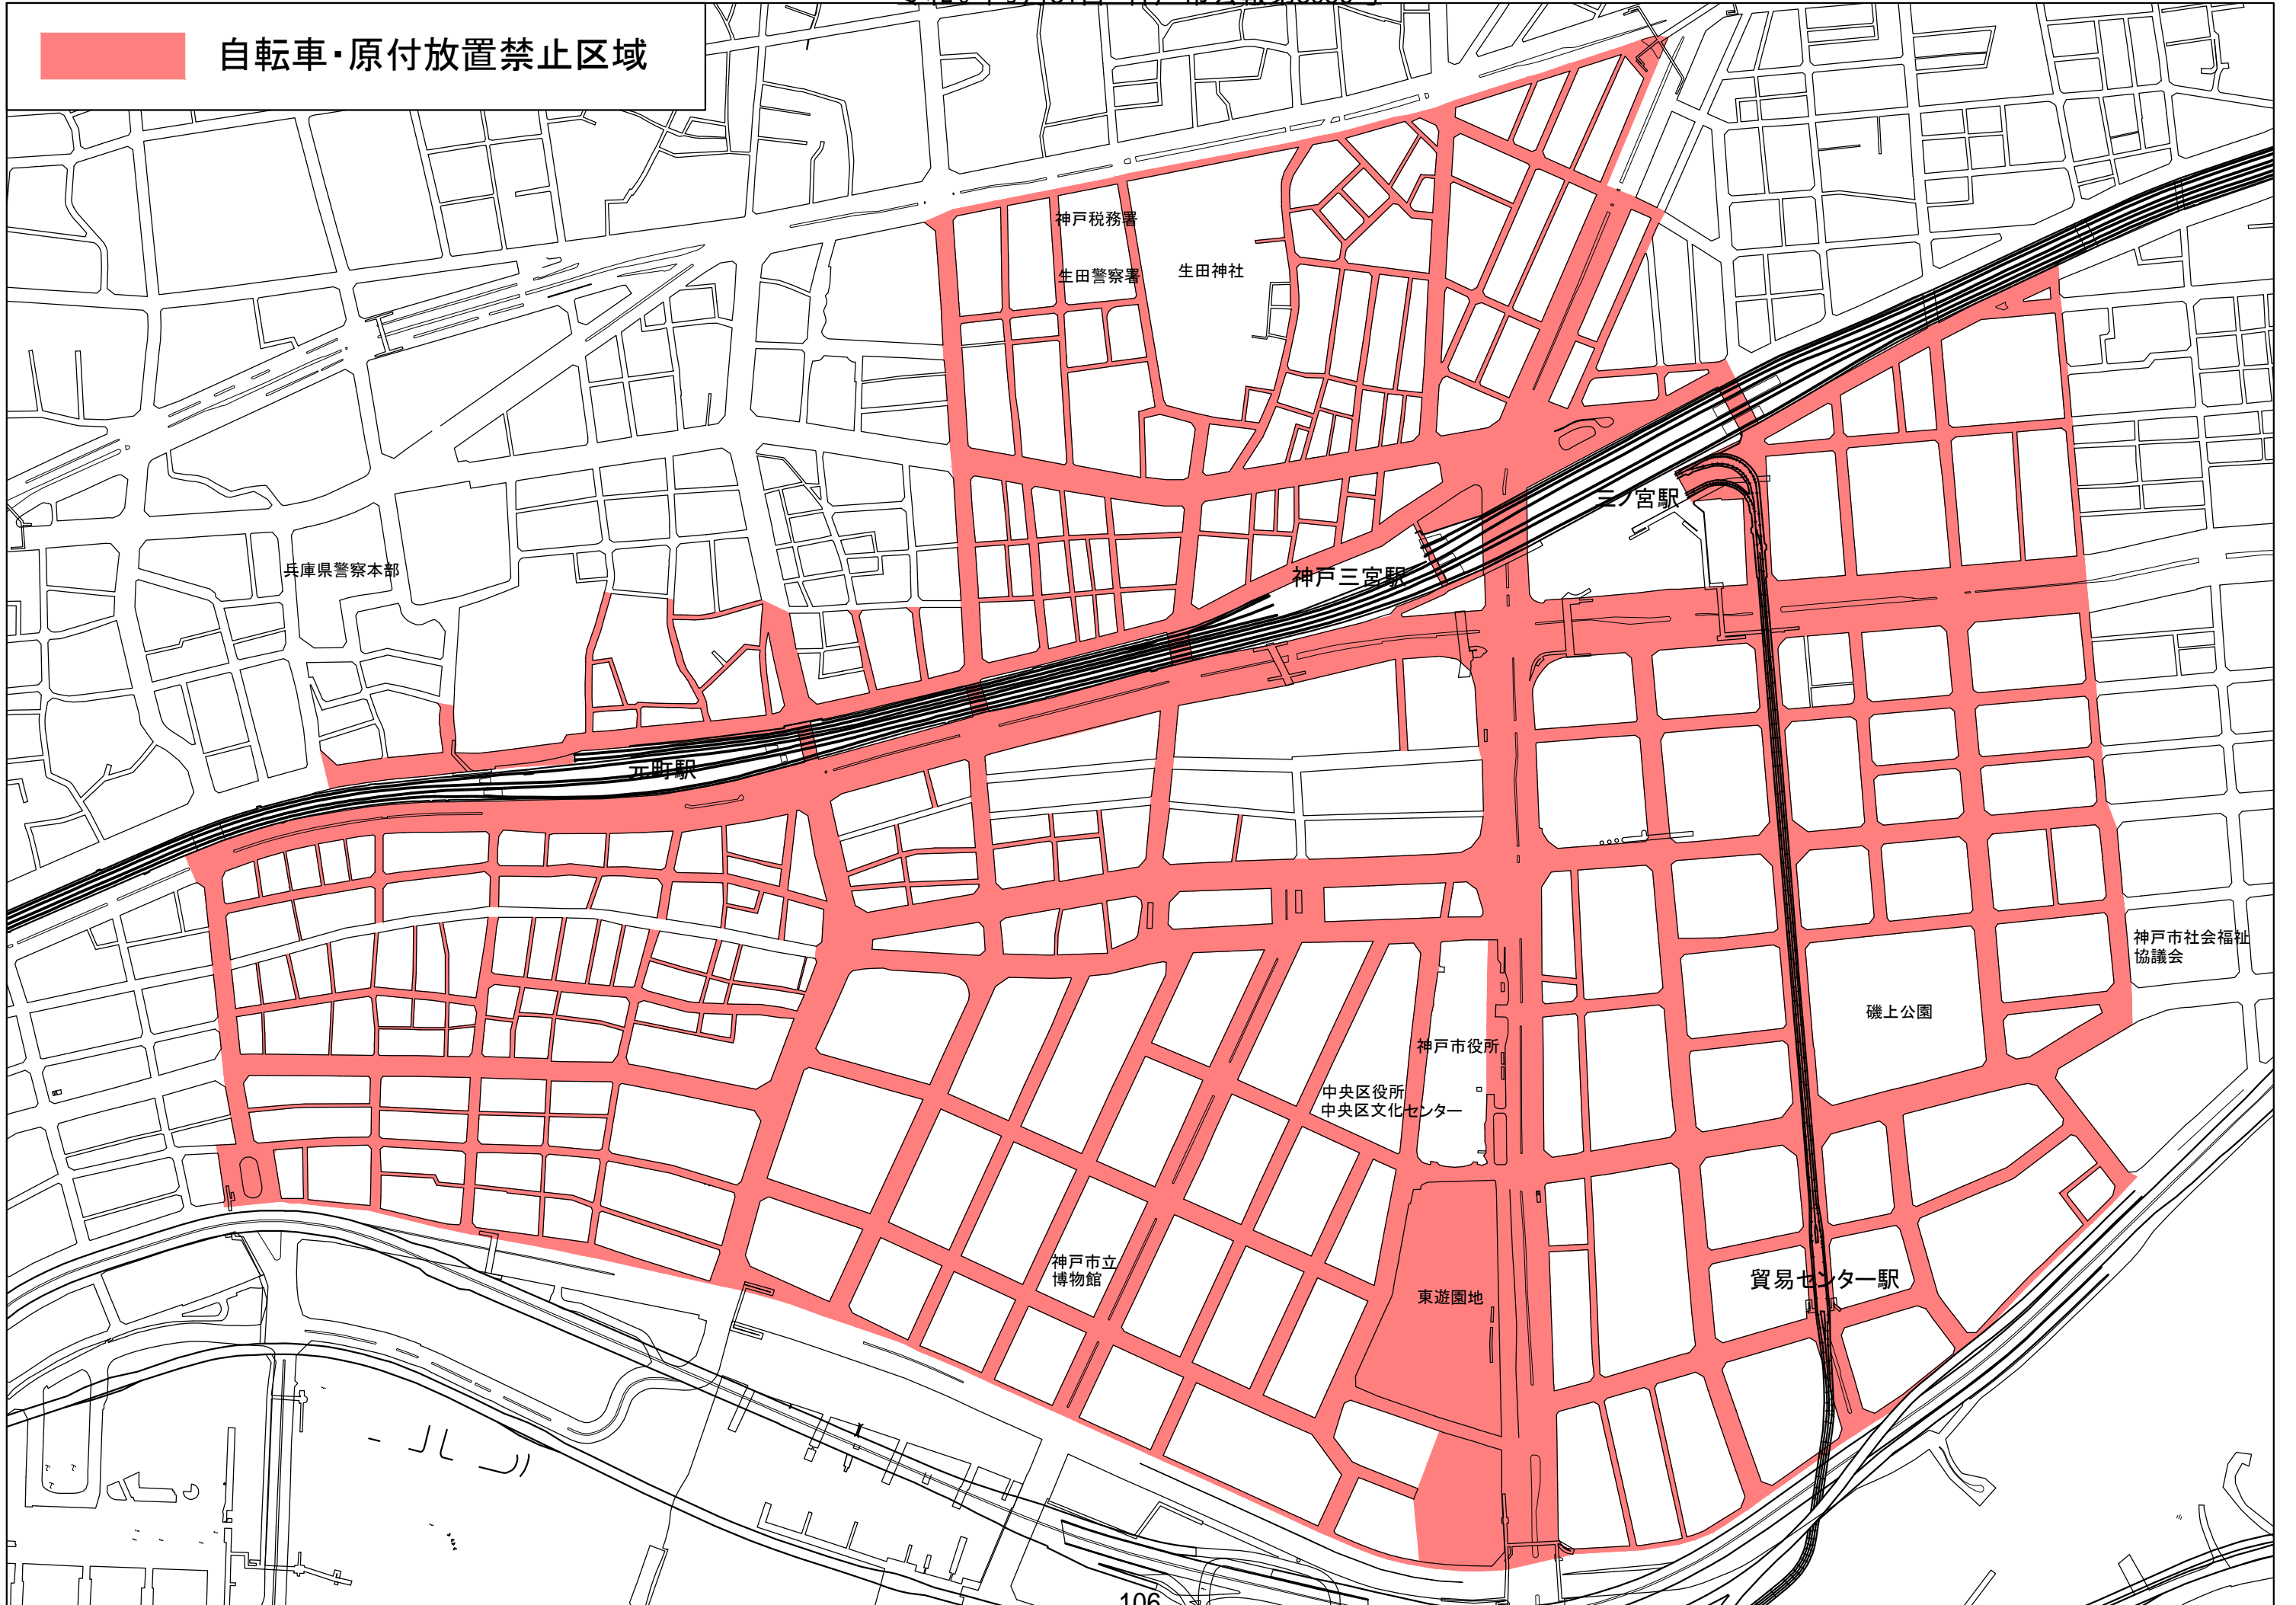 自転車・原付放置禁止区域
神戸税務署
生田警察署
生田神社
三ノ宮駅
兵庫県警察本部
神戸三宮駅
元町駅
神戸市社会福祉
協議会
磯上公園
神戸市役所
中央区役所
中央区文化センター
神戸市立
博物館
東遊園地
貿易センター駅
106